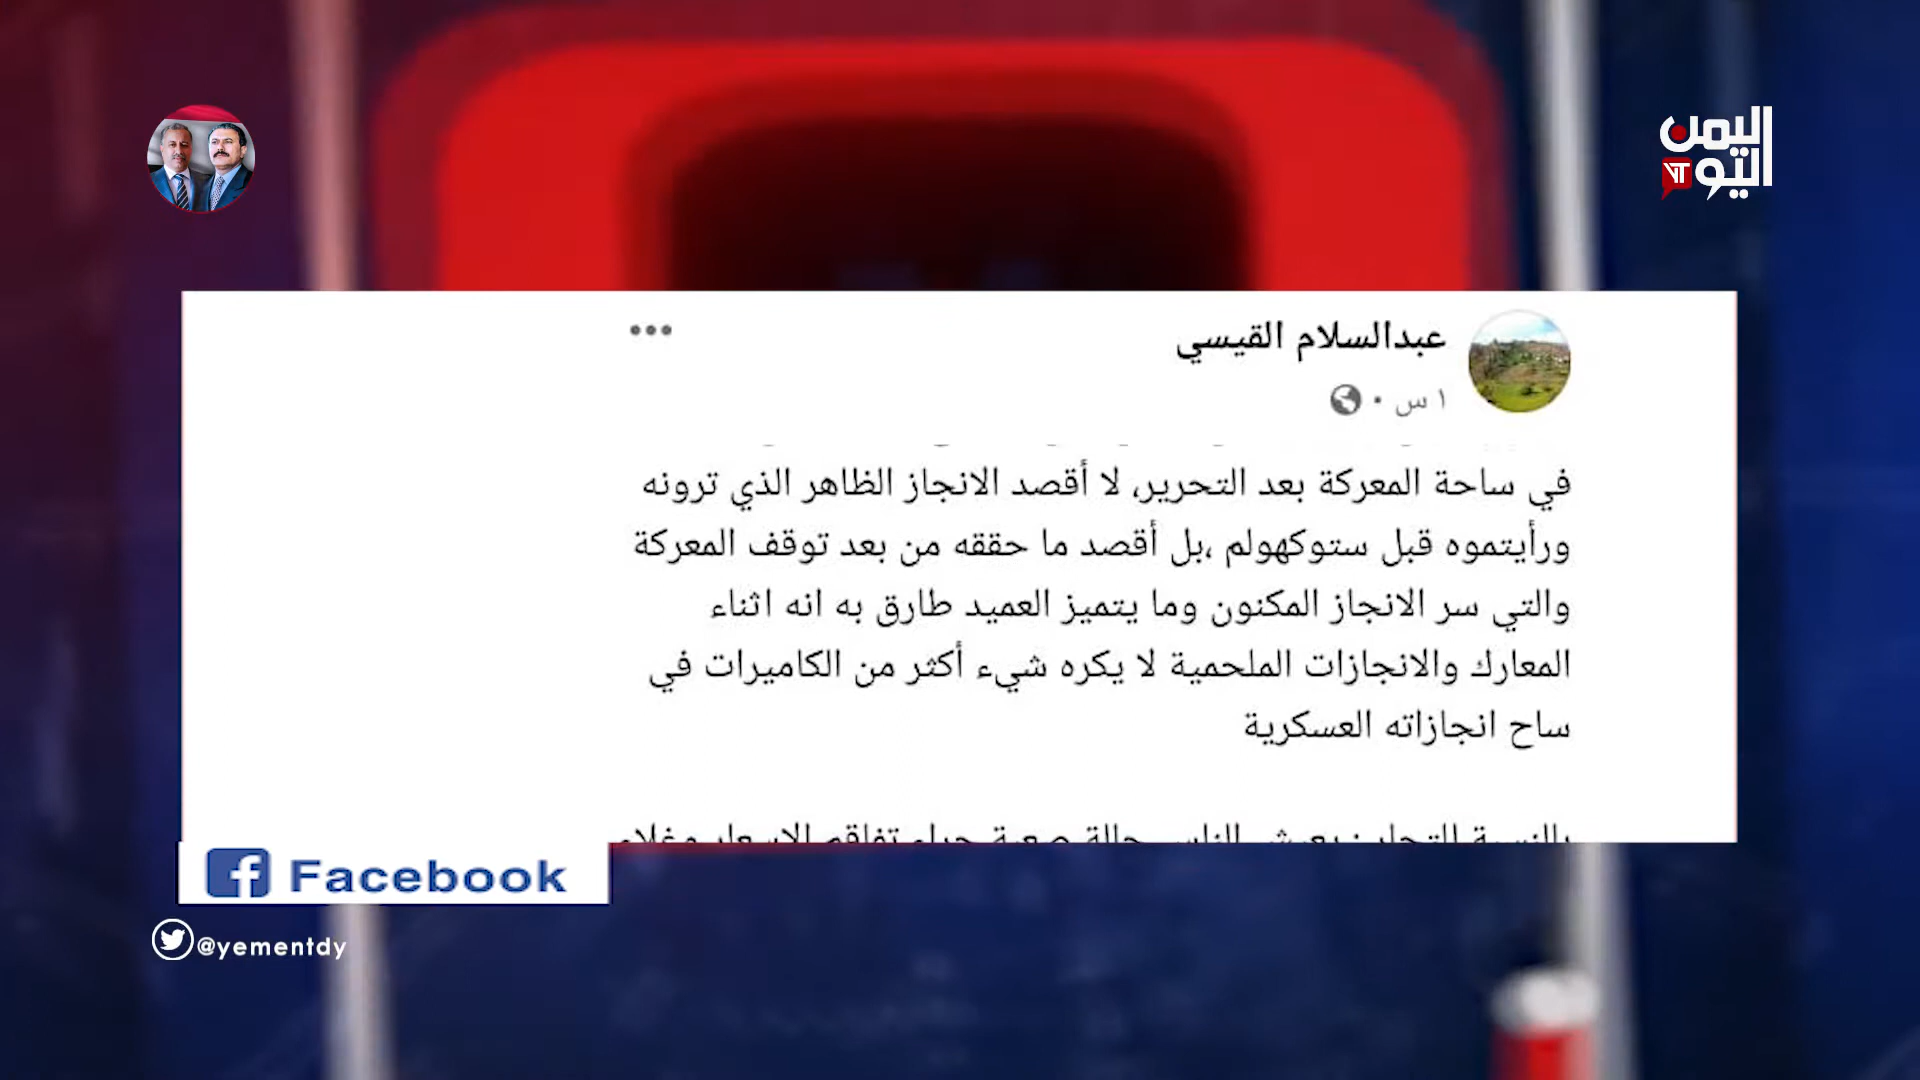 اليمن
اليوم
YT
عبدالسلام القيسي
١ س
في ساحة المعركة بعد التحرير، لا أقصد الانجاز الظاهر الذي ترونه
ورأيتموه قبل ستوكهولم ،بل أقصد ما حققه من بعد توقف المعركة
والتي سر الانجاز المكنون وما يتميز العميد طارق به انه اثناء
المعارك والانجازات الملحمية لا يكره شيء أكثر من الكاميرات في
ساح انجازاته العسكرية
Facebook
@yementdy